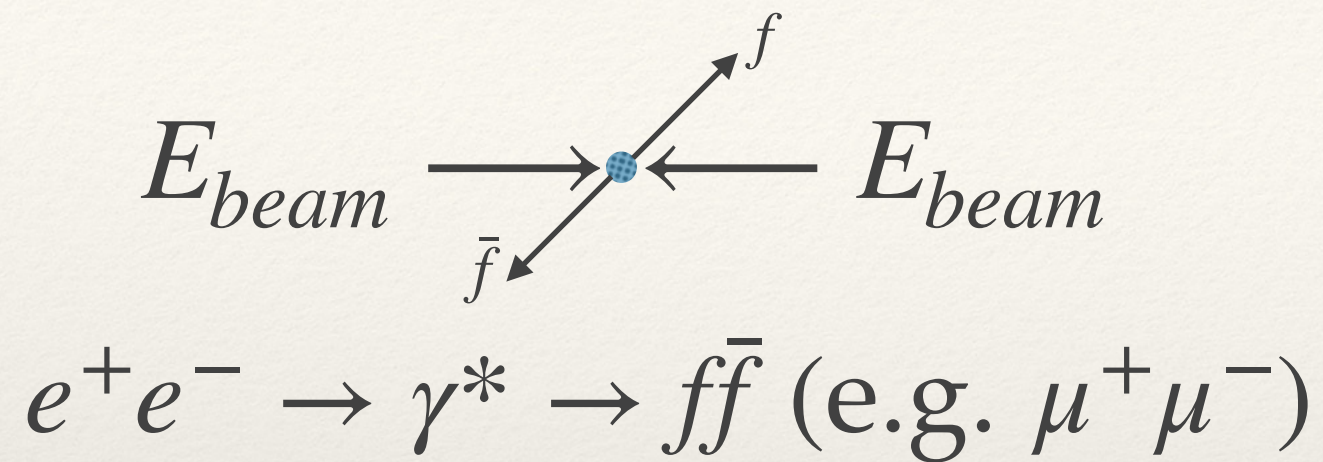 f
E_beam E_beam
f̄
e⁺e⁻ → γ* → ff̄ (e.g. μ⁺μ⁻)